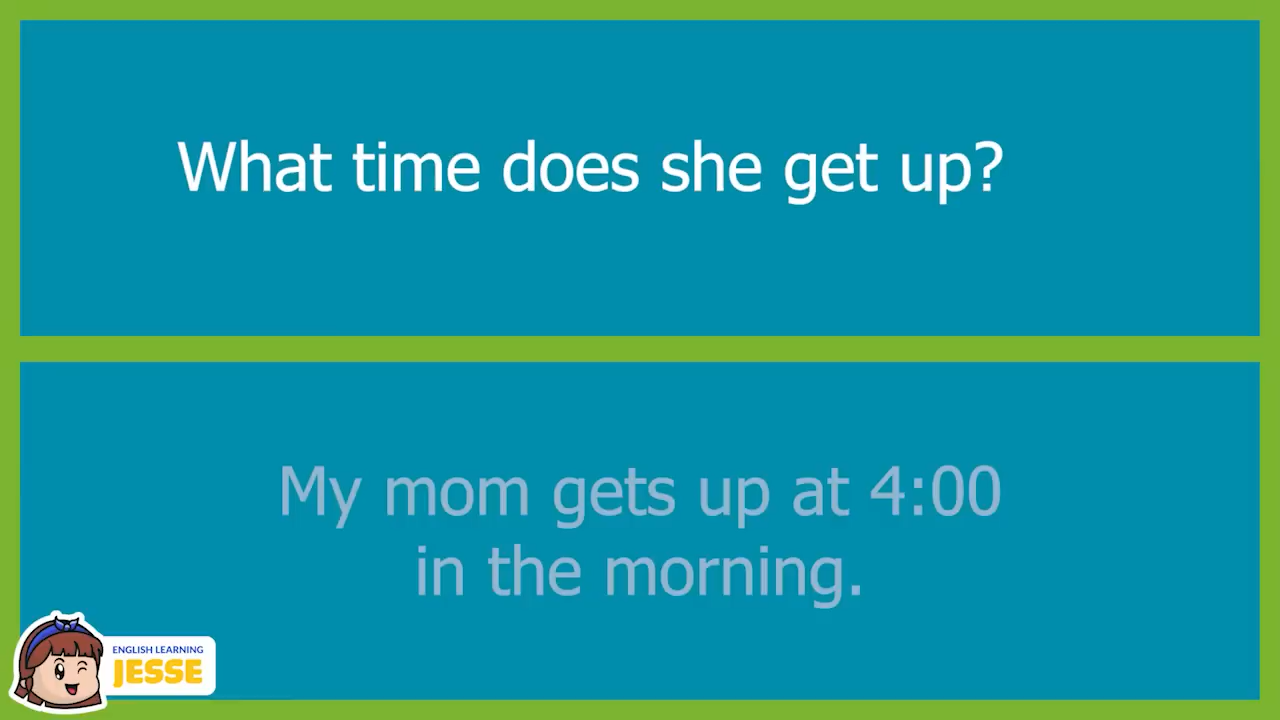 What time does she get up?
My mom gets up at 4:00
in the morning.
ENGLISH LEARNING
JESSE